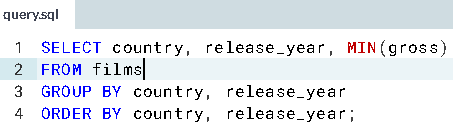 query.sql
1 SELECT country, release_year, MIN(gross)
2 FROM films
3 GROUP BY country, release_year
4 ORDER BY country, release_year;